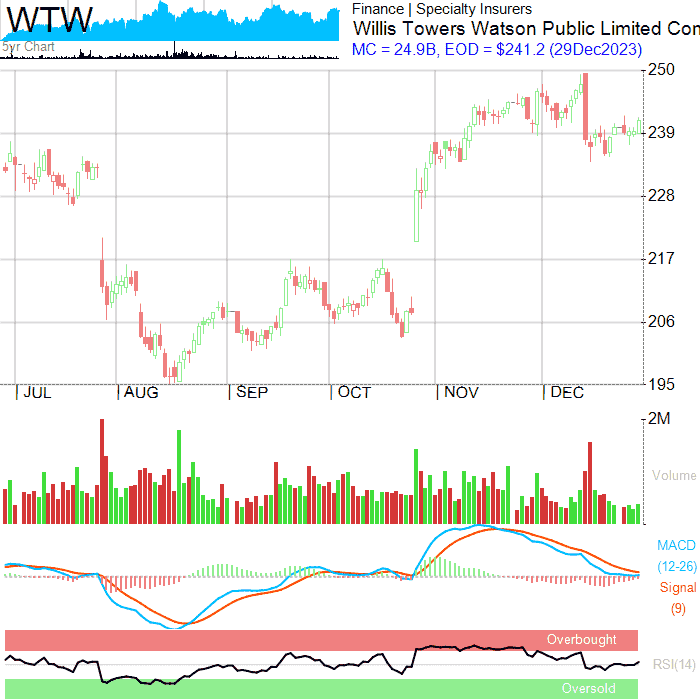 WTW
5yr Chart
Finance | Specialty Insurers
Willis Towers Watson Public Limited Con
MC = 24.9B, EOD = $241.2 (29Dec2023)
250
239
228
217
206
195
JUL AUG SEP OCT NOV DEC
2M
Volume
MACD
(12-26)
Signal
(9)
Overbought
RSI(14)
Oversold